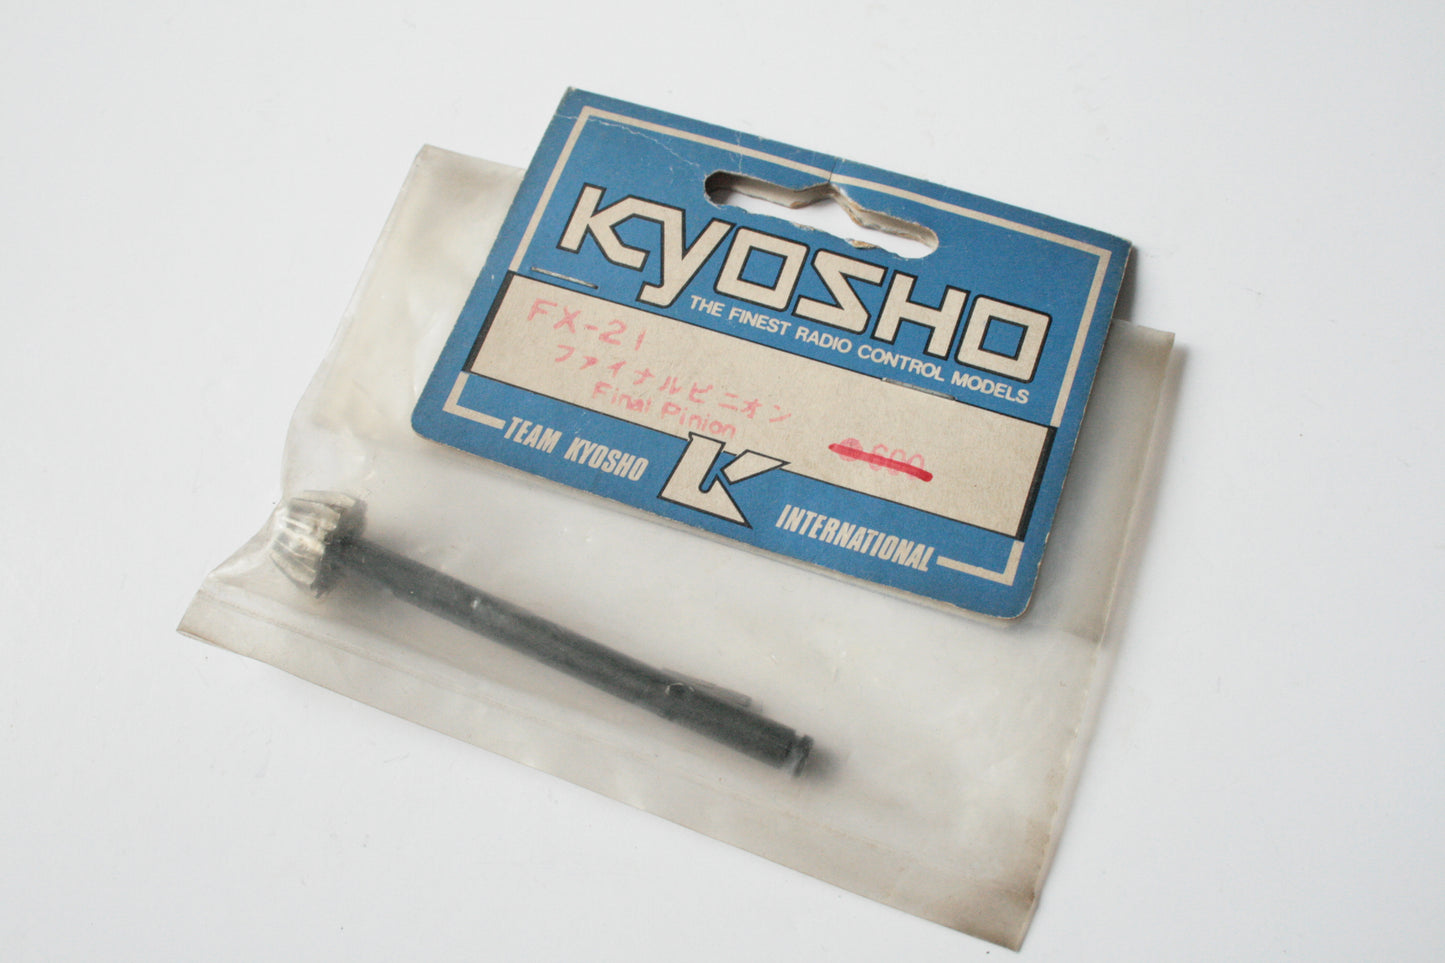 KYOSHO
THE FINEST RADIO CONTROL MODELS
FX-21
ファイナルピニオン
Final Pinion
600
TEAM KYOSHO
INTERNATIONAL